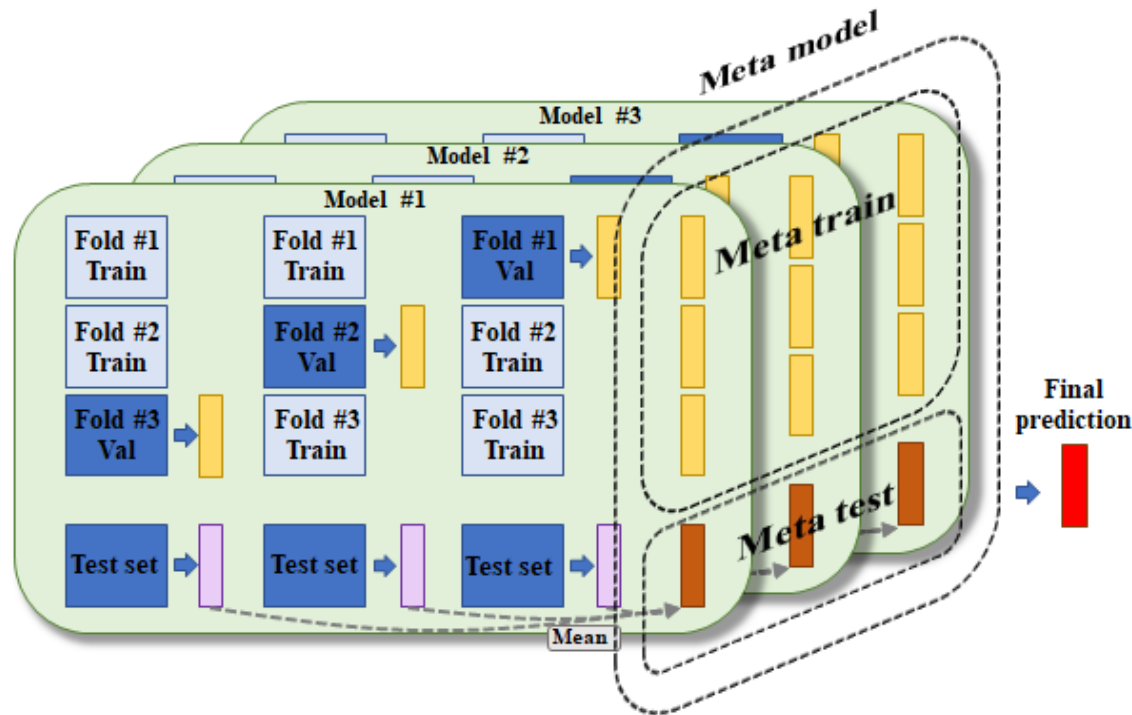 Meta model
Model #3
Model #2
Model #1
Fold #1
Train
Fold #1
Train
Fold #1
Val
Meta train
Fold #2
Train
Fold #2
Val
Fold #2
Train
Fold #3
Val
Fold #3
Train
Fold #3
Train
Final
prediction
Meta test
Test set
Test set
Test set
Mean